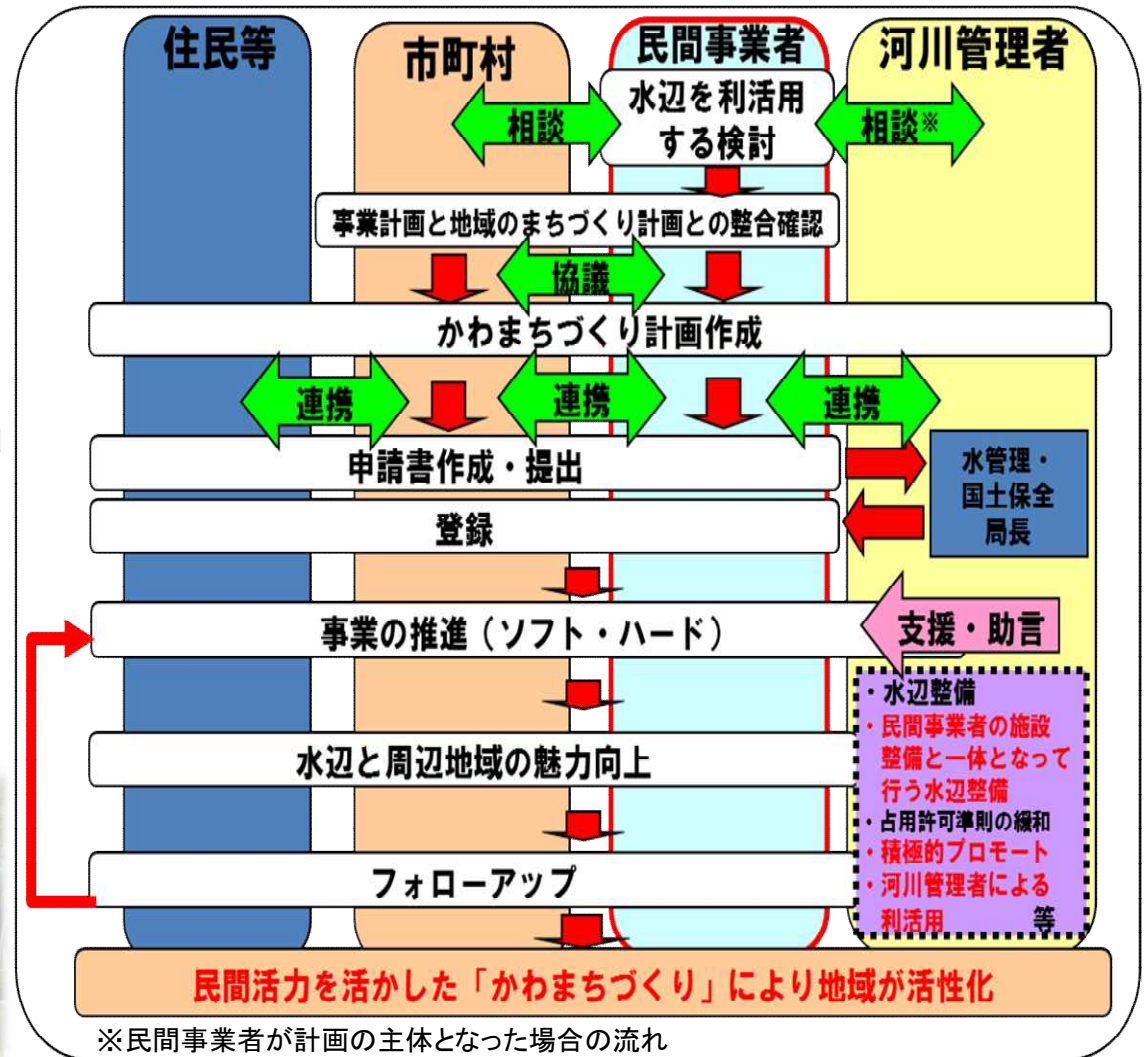 住民等
市町村
民間事業者
河川管理者
水辺を利活用
する検討
相談
相談※
事業計画と地域のまちづくり計画との整合確認
協議
かわまちづくり計画作成
連携
連携
連携
申請書作成・提出
水管理・
国土保全
局長
登録
事業の推進（ソフト・ハード）
支援・助言
・水辺整備
・民間事業者の施設
整備と一体となって
行う水辺整備
・占用許可準則の緩和
・積極的プロモート
・河川管理者による
利活用　等
水辺と周辺地域の魅力向上
フォローアップ
民間活力を活かした「かわまちづくり」により地域が活性化
※民間事業者が計画の主体となった場合の流れ